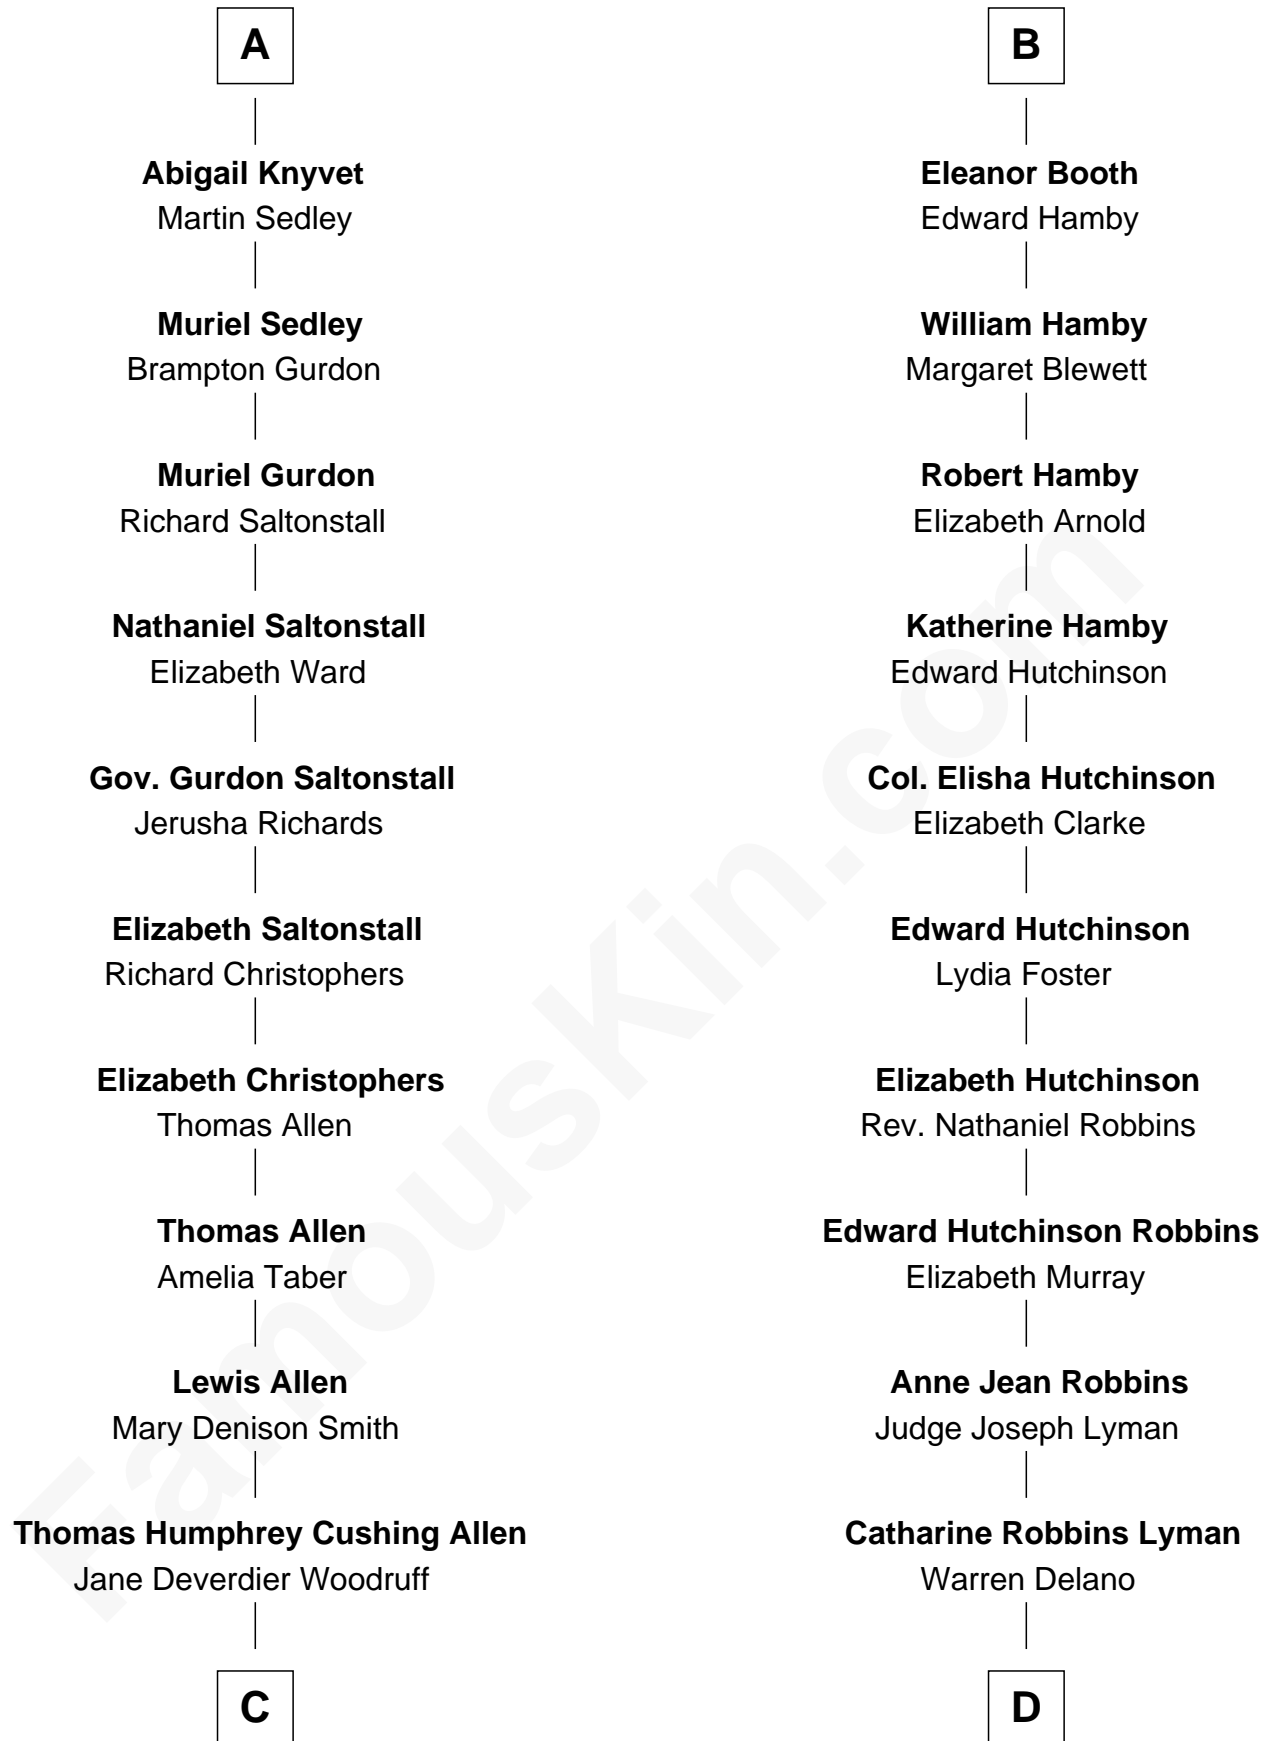 A
Abigail Knyvet
Martin Sedley
Muriel Sedley
Brampton Gurdon
Muriel Gurdon
Richard Saltonstall
Nathaniel Saltonstall
Elizabeth Ward
Gov. Gurdon Saltonstall
Jerusha Richards
Elizabeth Saltonstall
Richard Christophers
Elizabeth Christophers
Thomas Allen
Thomas Allen
Amelia Taber
Lewis Allen
Mary Denison Smith
Thomas Humphrey Cushing Allen
Jane Deverdier Woodruff
C
B
Eleanor Booth
Edward Hamby
William Hamby
Margaret Blewett
Robert Hamby
Elizabeth Arnold
Katherine Hamby
Edward Hutchinson
Col. Elisha Hutchinson
Elizabeth Clarke
Edward Hutchinson
Lydia Foster
Elizabeth Hutchinson
Rev. Nathaniel Robbins
Edward Hutchinson Robbins
Elizabeth Murray
Anne Jean Robbins
Judge Joseph Lyman
Catharine Robbins Lyman
Warren Delano
D
FamousKin.com